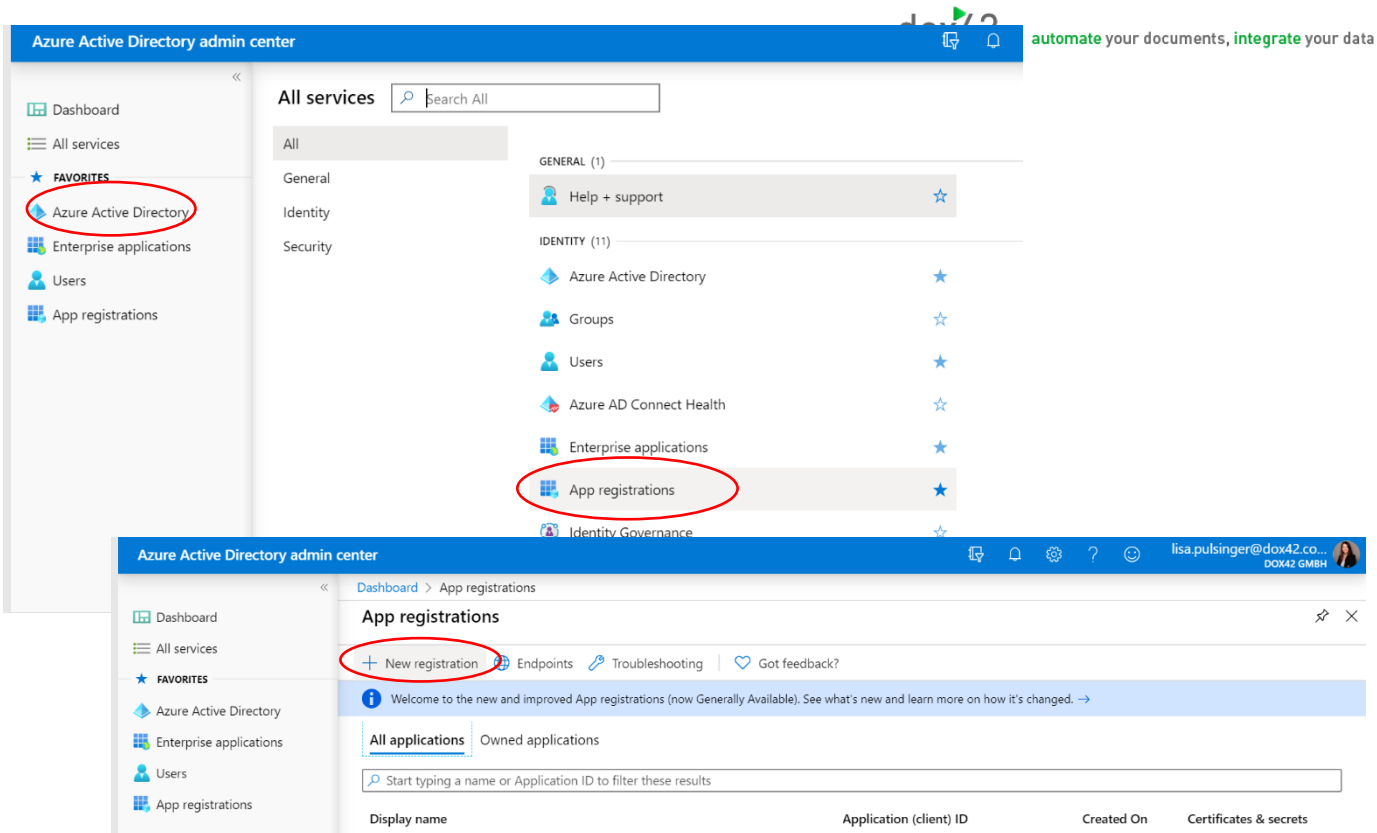 dox42
automate your documents, integrate your data
Azure Active Directory admin center
«
Dashboard
All services
FAVORITES
Azure Active Directory
Enterprise applications
Users
App registrations
All services
Search All
All
General
Identity
Security
GENERAL (1)
Help + support
IDENTITY (11)
Azure Active Directory
Groups
Users
Azure AD Connect Health
Enterprise applications
App registrations
Identity Governance
Azure Active Directory admin center
lisa.pulsinger@dox42.co...
DOX42 GMBH
«
Dashboard
All services
FAVORITES
Azure Active Directory
Enterprise applications
Users
App registrations
Dashboard > App registrations
App registrations
New registration Endpoints Troubleshooting Got feedback?
Welcome to the new and improved App registrations (now Generally Available). See what's new and learn more on how it's changed. →
All applications Owned applications
Start typing a name or Application ID to filter these results
Display name Application (client) ID Created On Certificates & secrets